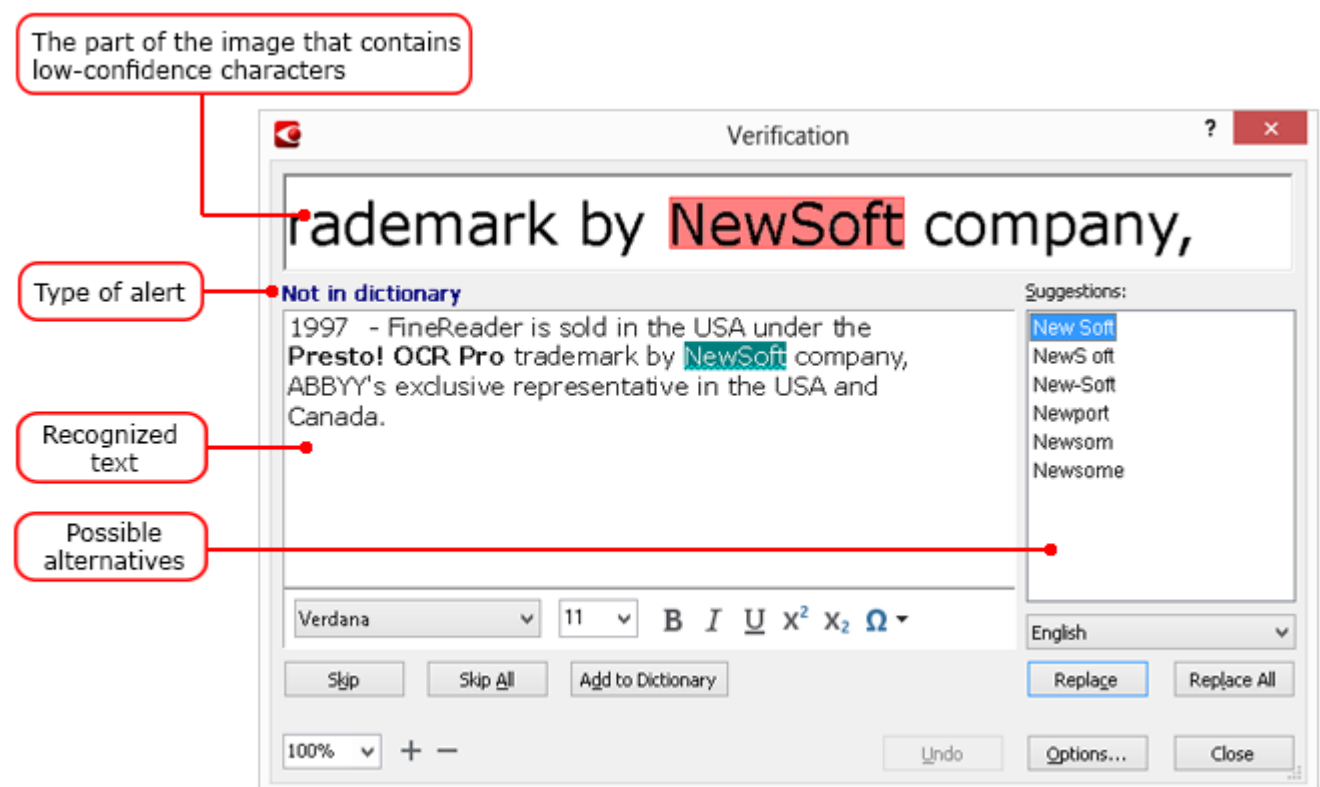 The part of the image that contains
low-confidence characters
Verification
?
×
rademark by NewSoft company,
Type of alert
Not in dictionary
Suggestions:
1997 - FineReader is sold in the USA under the
Presto! OCR Pro trademark by NewSoft company,
ABBYY's exclusive representative in the USA and
Canada.
New Soft
NewS oft
New-Soft
Newport
Newsom
Newsome
Recognized
text
Possible
alternatives
Verdana
11
B I U X² X₂ Ω
English
Skip
Skip All
Add to Dictionary
Replace
Replace All
100%
+ −
Undo
Options...
Close